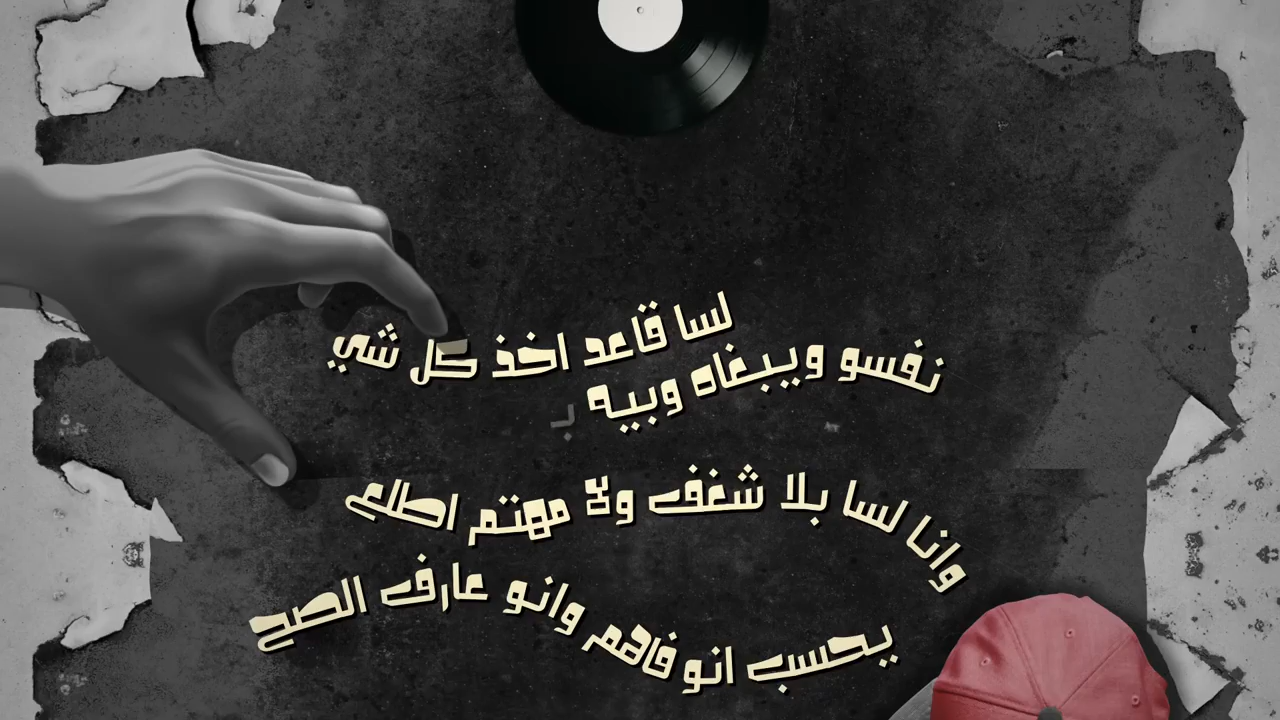 لسا قاعد اخذ كل شي
نفسو ويبغاه وبيه بـ
وانا لسا بلا شغف ولا مهتم اطلع
يحسب انو فاهم وانو عارف الصح